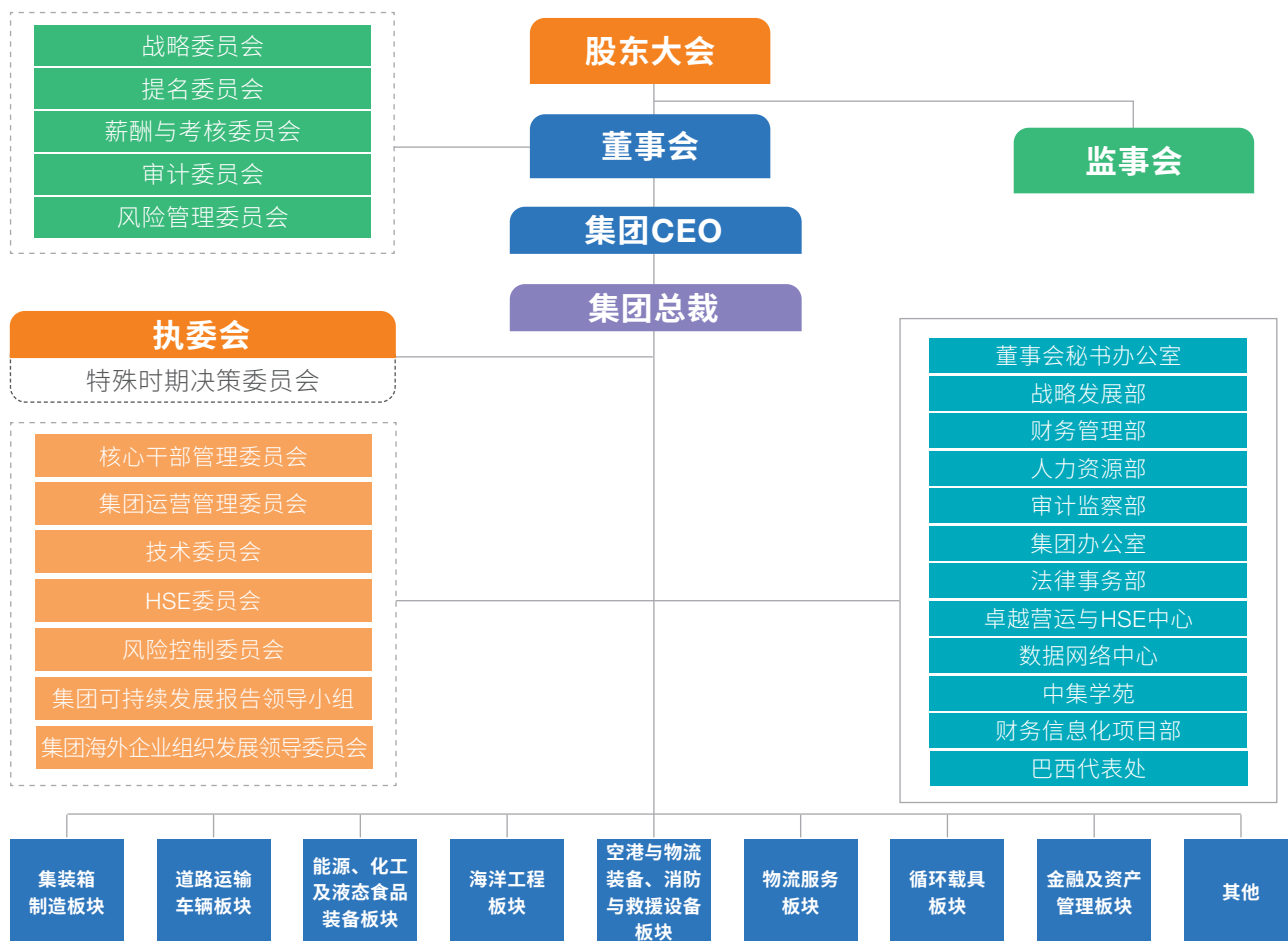 战略委员会
提名委员会
薪酬与考核委员会
审计委员会
风险管理委员会
股东大会
董事会
监事会
集团CEO
集团总裁
执委会
特殊时期决策委员会
核心干部管理委员会
集团运营管理委员会
技术委员会
HSE委员会
风险控制委员会
集团可持续发展报告领导小组
集团海外企业组织发展领导委员会
董事会秘书办公室
战略发展部
财务管理部
人力资源部
审计监察部
集团办公室
法律事务部
卓越营运与HSE中心
数据网络中心
中集学苑
财务信息化项目部
巴西代表处
集装箱
制造板块
道路运输
车辆板块
能源、化工
及液态食品
装备板块
海洋工程
板块
空港与物流
装备、消防
与救援设备
板块
物流服务
板块
循环载具
板块
金融及资产
管理板块
其他